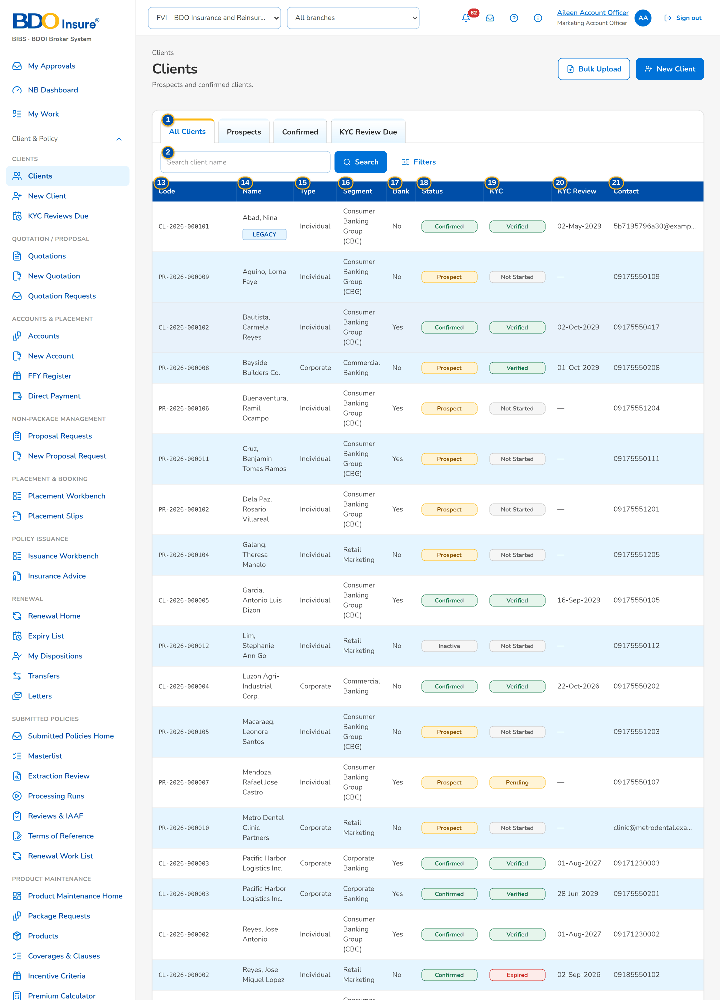 BDO Insure®
BIBS · BDOI Broker System
My Approvals
NB Dashboard
My Work
Client & Policy
CLIENTS
Clients
New Client
KYC Reviews Due
QUOTATION / PROPOSAL
Quotations
New Quotation
Quotation Requests
ACCOUNTS & PLACEMENT
Accounts
New Account
FFY Register
Direct Payment
NON-PACKAGE MANAGEMENT
Proposal Requests
New Proposal Request
PLACEMENT & BOOKING
Placement Workbench
Placement Slips
POLICY ISSUANCE
Issuance Workbench
Insurance Advice
RENEWAL
Renewal Home
Expiry List
My Dispositions
Transfers
Letters
SUBMITTED POLICIES
Submitted Policies Home
Masterlist
Extraction Review
Processing Runs
Reviews & IAAF
Terms of Reference
Renewal Work List
PRODUCT MAINTENANCE
Product Maintenance Home
Package Requests
Products
Coverages & Clauses
Incentive Criteria
Premium Calculator
FVI – BDO Insurance and Reinsur...
All branches
62
Aileen Account Officer
Marketing Account Officer
AA
Sign out
Clients
Clients
Prospects and confirmed clients.
Bulk Upload
New Client
1
All Clients
Prospects
Confirmed
KYC Review Due
2
Search client name
Search
Filters
13 14 15 16 17 18 19 20 21
Code Name Type Segment Bank Status KYC KYC Review Contact
CL-2026-000101 Abad, Nina LEGACY Individual Consumer Banking Group (CBG) No Confirmed Verified 02-May-2029 5b7195796a30@examp...
PR-2026-000009 Aquino, Lorna Faye Individual Consumer Banking Group (CBG) No Prospect Not Started — 09175550109
CL-2026-000102 Bautista, Carmela Reyes Individual Consumer Banking Group (CBG) Yes Confirmed Verified 02-Oct-2029 09175550417
PR-2026-000008 Bayside Builders Co. Corporate Commercial Banking No Prospect Verified 01-Oct-2029 09175550208
PR-2026-000106 Buenaventura, Ramil Ocampo Individual Consumer Banking Group (CBG) Yes Prospect Not Started — 09175551204
PR-2026-000011 Cruz, Benjamin Tomas Ramos Individual Consumer Banking Group (CBG) Yes Prospect Not Started — 09175550111
PR-2026-000102 Dela Paz, Rosario Villareal Individual Consumer Banking Group (CBG) Yes Prospect Not Started — 09175551201
PR-2026-000104 Galang, Theresa Manalo Individual Retail Marketing No Prospect Not Started — 09175551205
CL-2026-000005 Garcia, Antonio Luis Dizon Individual Consumer Banking Group (CBG) Yes Confirmed Verified 16-Sep-2029 09175550105
PR-2026-000012 Lim, Stephanie Ann Go Individual Retail Marketing No Inactive Not Started — 09175550112
CL-2026-000004 Luzon Agri-Industrial Corp. Corporate Commercial Banking No Confirmed Verified 22-Oct-2026 09175550202
PR-2026-000105 Macaraeg, Leonora Santos Individual Consumer Banking Group (CBG) No Prospect Not Started — 09175551203
PR-2026-000007 Mendoza, Rafael Jose Castro Individual Consumer Banking Group (CBG) Yes Prospect Pending — 09175550107
PR-2026-000010 Metro Dental Clinic Partners Corporate Retail Marketing No Prospect Not Started — clinic@metrodental.exa...
CL-2026-900003 Pacific Harbor Logistics Inc. Corporate Corporate Banking Yes Confirmed Verified 01-Aug-2027 09171230003
CL-2026-000003 Pacific Harbor Logistics Inc. Corporate Corporate Banking Yes Confirmed Verified 28-Jun-2029 09175550201
CL-2026-900002 Reyes, Jose Antonio Individual Consumer Banking Group (CBG) Yes Confirmed Verified 01-Aug-2027 09171230002
CL-2026-000002 Reyes, Jose Miguel Lopez Individual Retail Marketing No Confirmed Expired 02-Sep-2026 09185550102